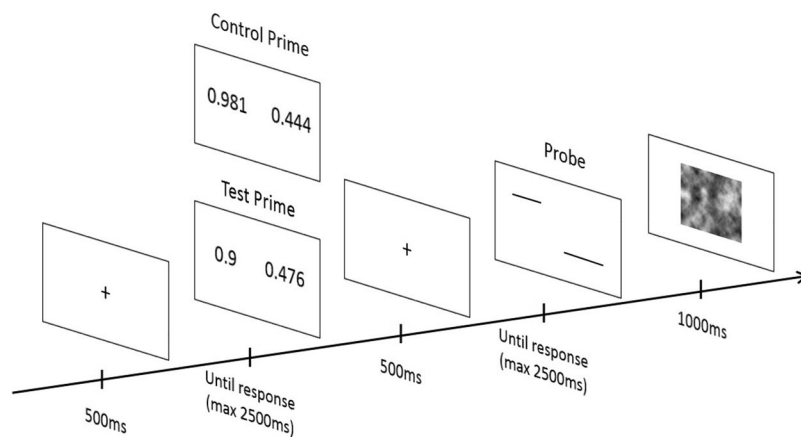 Control Prime
0.981 0.444
Test Prime
0.9 0.476
Probe
500ms
Until response
(max 2500ms)
500ms
Until response
(max 2500ms)
1000ms